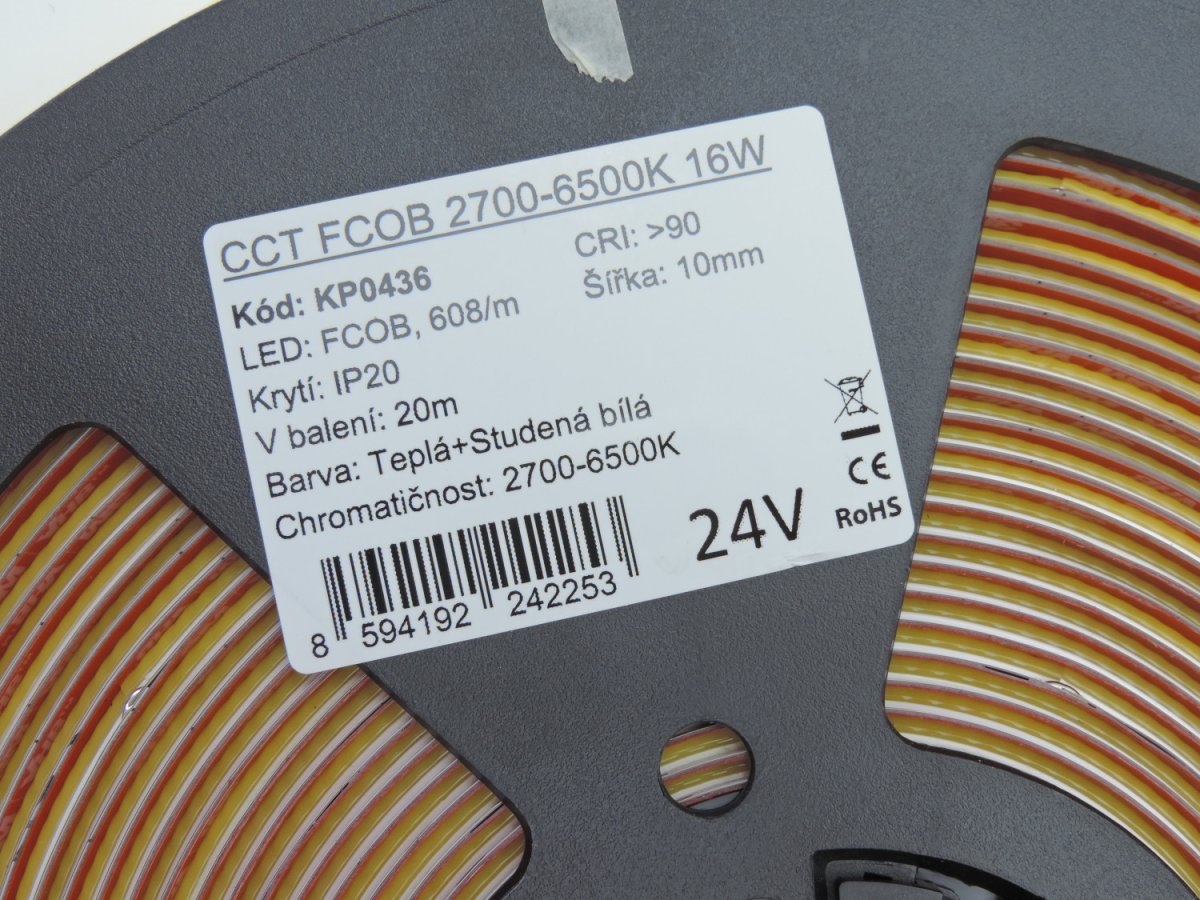 CCT FCOB 2700-6500K 16W
Kód: KP0436
CRI: >90
LED: FCOB, 608/m
Šířka: 10mm
Krytí: IP20
V balení: 20m
Barva: Teplá+Studená bílá
Chromatičnost: 2700-6500K
24V
CE
RoHS
8 594192 242253